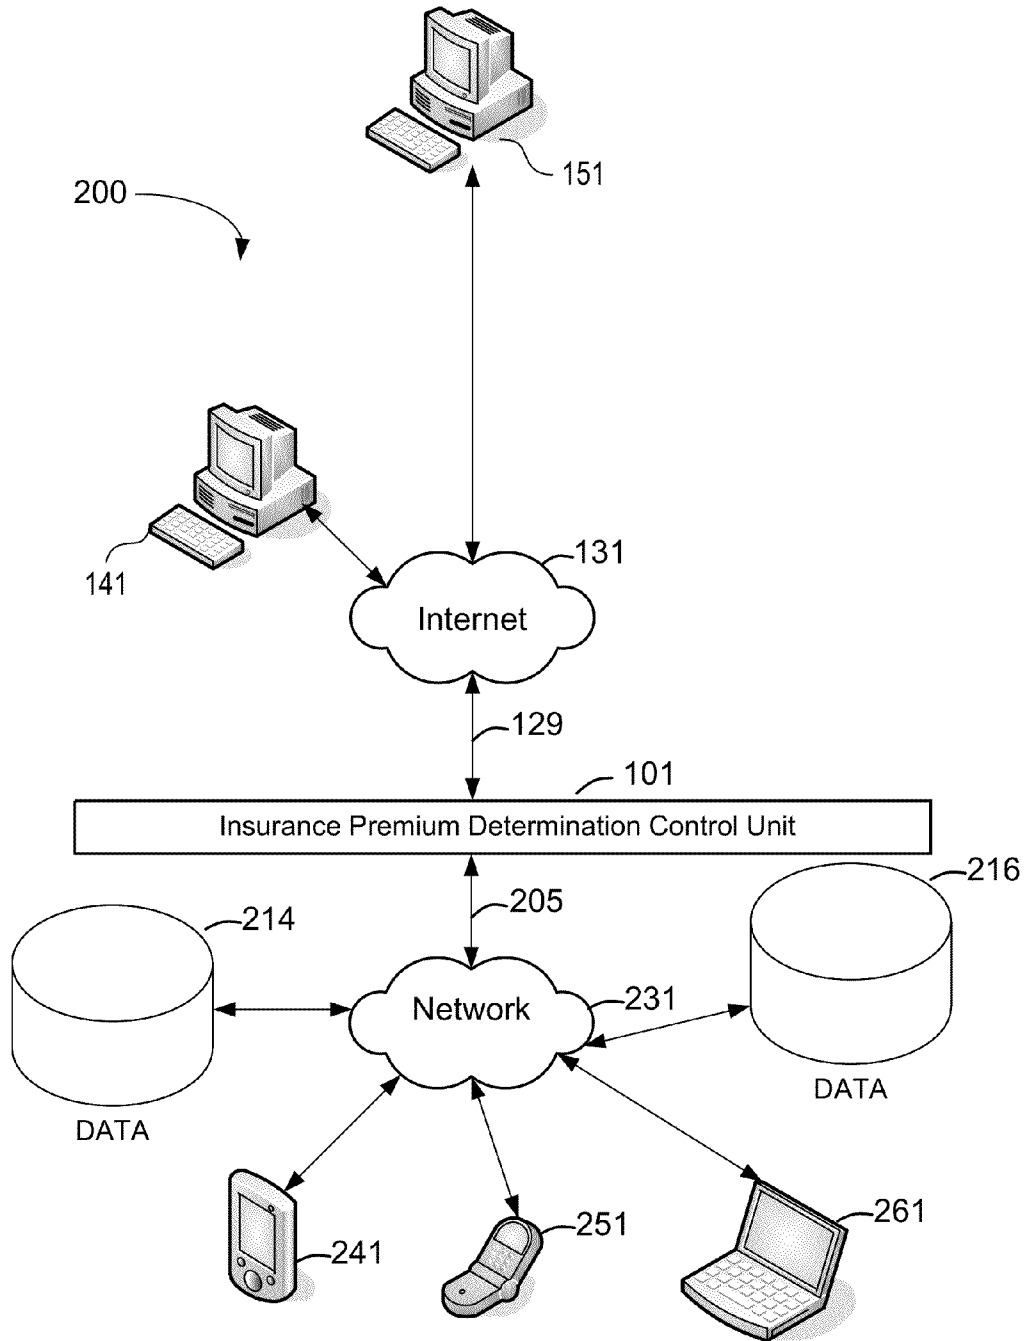 151
200
141
131
Internet
129
101
Insurance Premium Determination Control Unit
216
205
214
Network
231
DATA
DATA
241
251
261